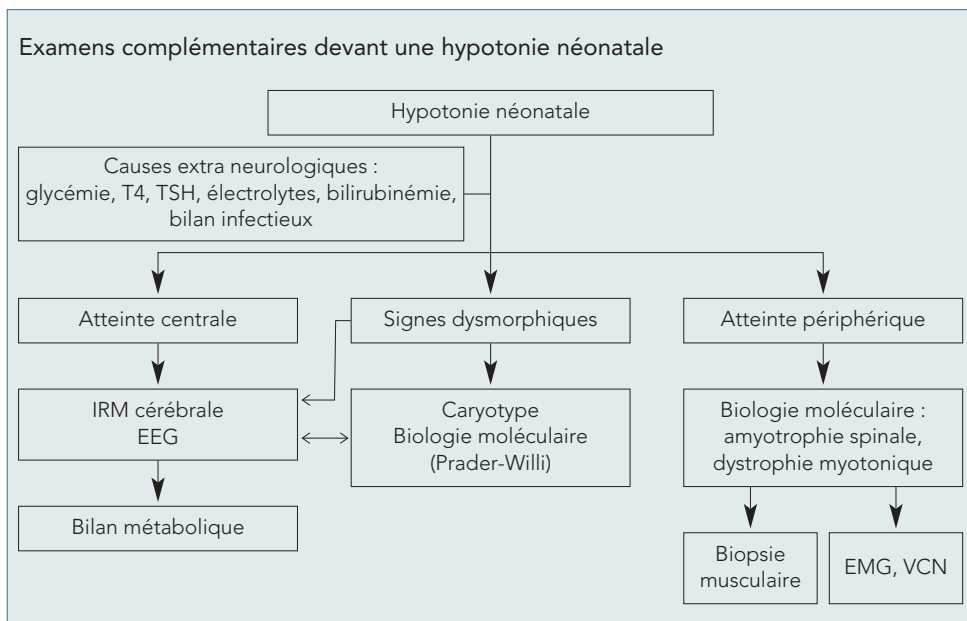 Examens complémentaires devant une hypotonie néonatale
Hypotonie néonatale
Causes extra neurologiques :
glycémie, T4, TSH, électrolytes, bilirubinémie,
bilan infectieux
Atteinte centrale
Signes dysmorphiques
Atteinte périphérique
IRM cérébrale
EEG
Caryotype
Biologie moléculaire
(Prader-Willi)
Biologie moléculaire :
amyotrophie spinale,
dystrophie myotonique
Bilan métabolique
Biopsie
musculaire
EMG, VCN